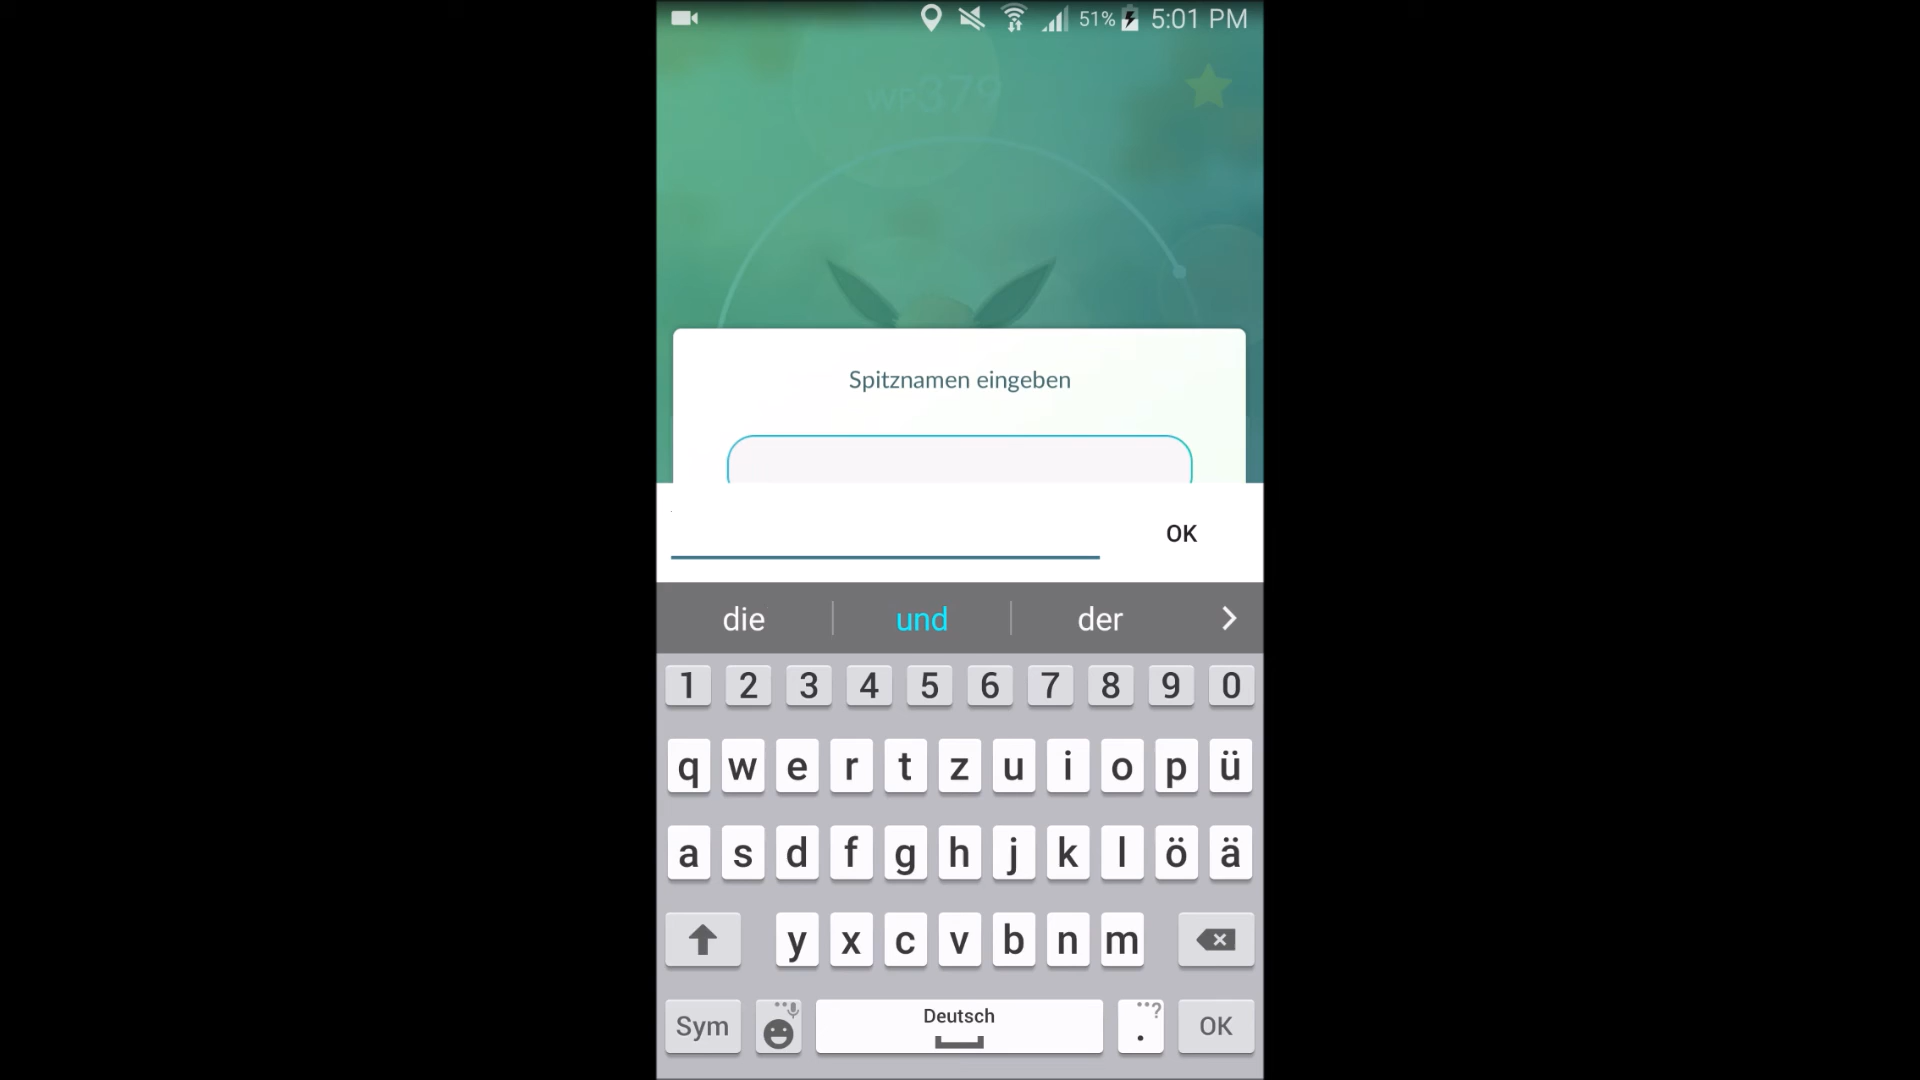 51% 5:01 PM
WP379
Spitznamen eingeben
OK
die und der
1 2 3 4 5 6 7 8 9 0
q w e r t z u i o p ü
a s d f g h j k l ö ä
y x c v b n m
Sym Deutsch . ? OK